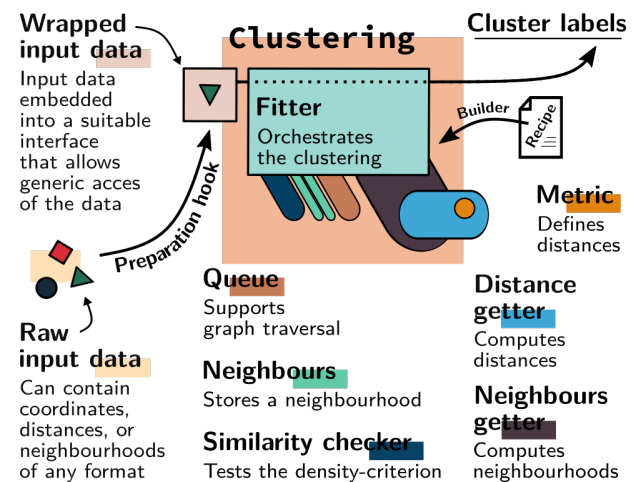 Wrapped
input data
Input data
embedded
into a suitable
interface
that allows
generic acces
of the data
Clustering
Cluster labels
Fitter
Orchestrates
the clustering
Builder
Recipe
Preparation hook
Metric
Defines
distances
Raw
input data
Can contain
coordinates,
distances, or
neighbourhoods
of any format
Queue
Supports
graph traversal
Neighbours
Stores a neighbourhood
Similarity checker
Tests the density-criterion
Distance
getter
Computes
distances
Neighbours
getter
Computes
neighbourhoods